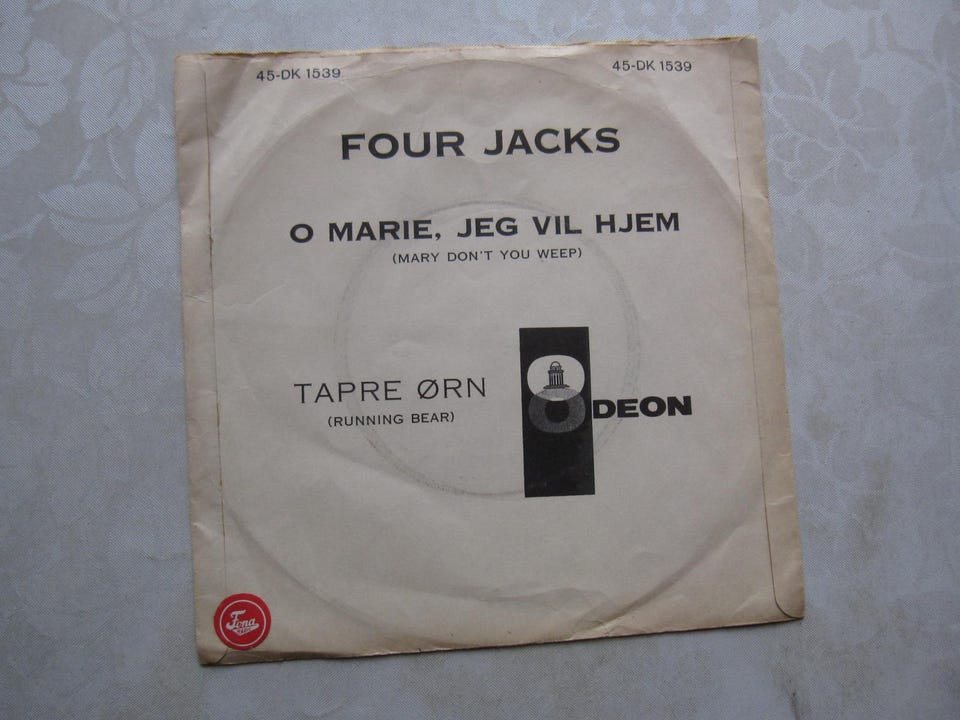 45-DK 1539 45-DK 1539
FOUR JACKS
O MARIE, JEG VIL HJEM
(MARY DON'T YOU WEEP)
TAPRE ØRN
(RUNNING BEAR)
ODEON
Fona
RADIO